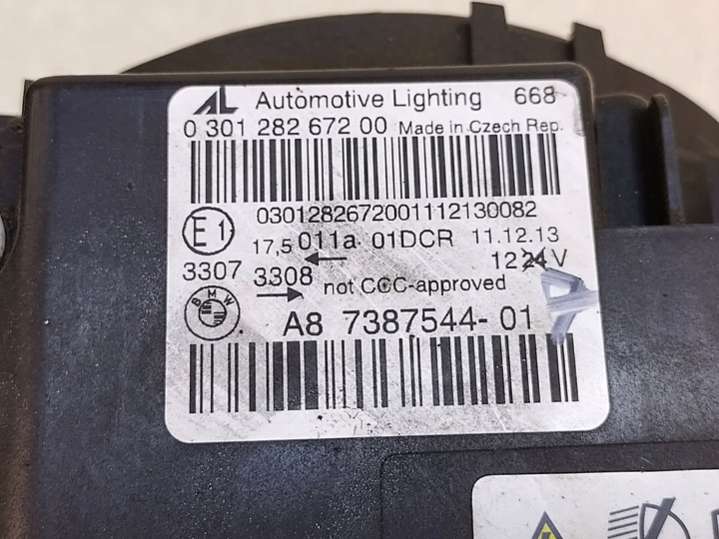 AL Automotive Lighting 668
0 301 282 672 00 Made in Czech Rep.
0301282672001112130082
E1 17,5 011a 01DCR 11.12.13
3307 3308 12 24 V
not CCC-approved
BMW
A8 7387544-01